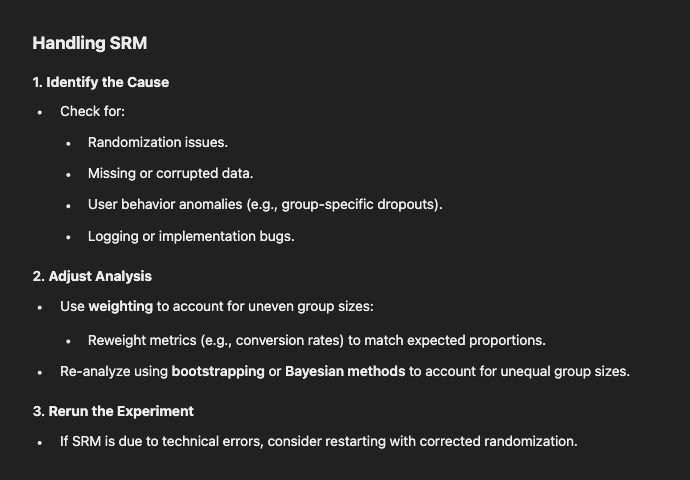 Handling SRM
1. Identify the Cause
• Check for:
• Randomization issues.
• Missing or corrupted data.
• User behavior anomalies (e.g., group-specific dropouts).
• Logging or implementation bugs.
2. Adjust Analysis
• Use weighting to account for uneven group sizes:
• Reweight metrics (e.g., conversion rates) to match expected proportions.
• Re-analyze using bootstrapping or Bayesian methods to account for unequal group sizes.
3. Rerun the Experiment
• If SRM is due to technical errors, consider restarting with corrected randomization.